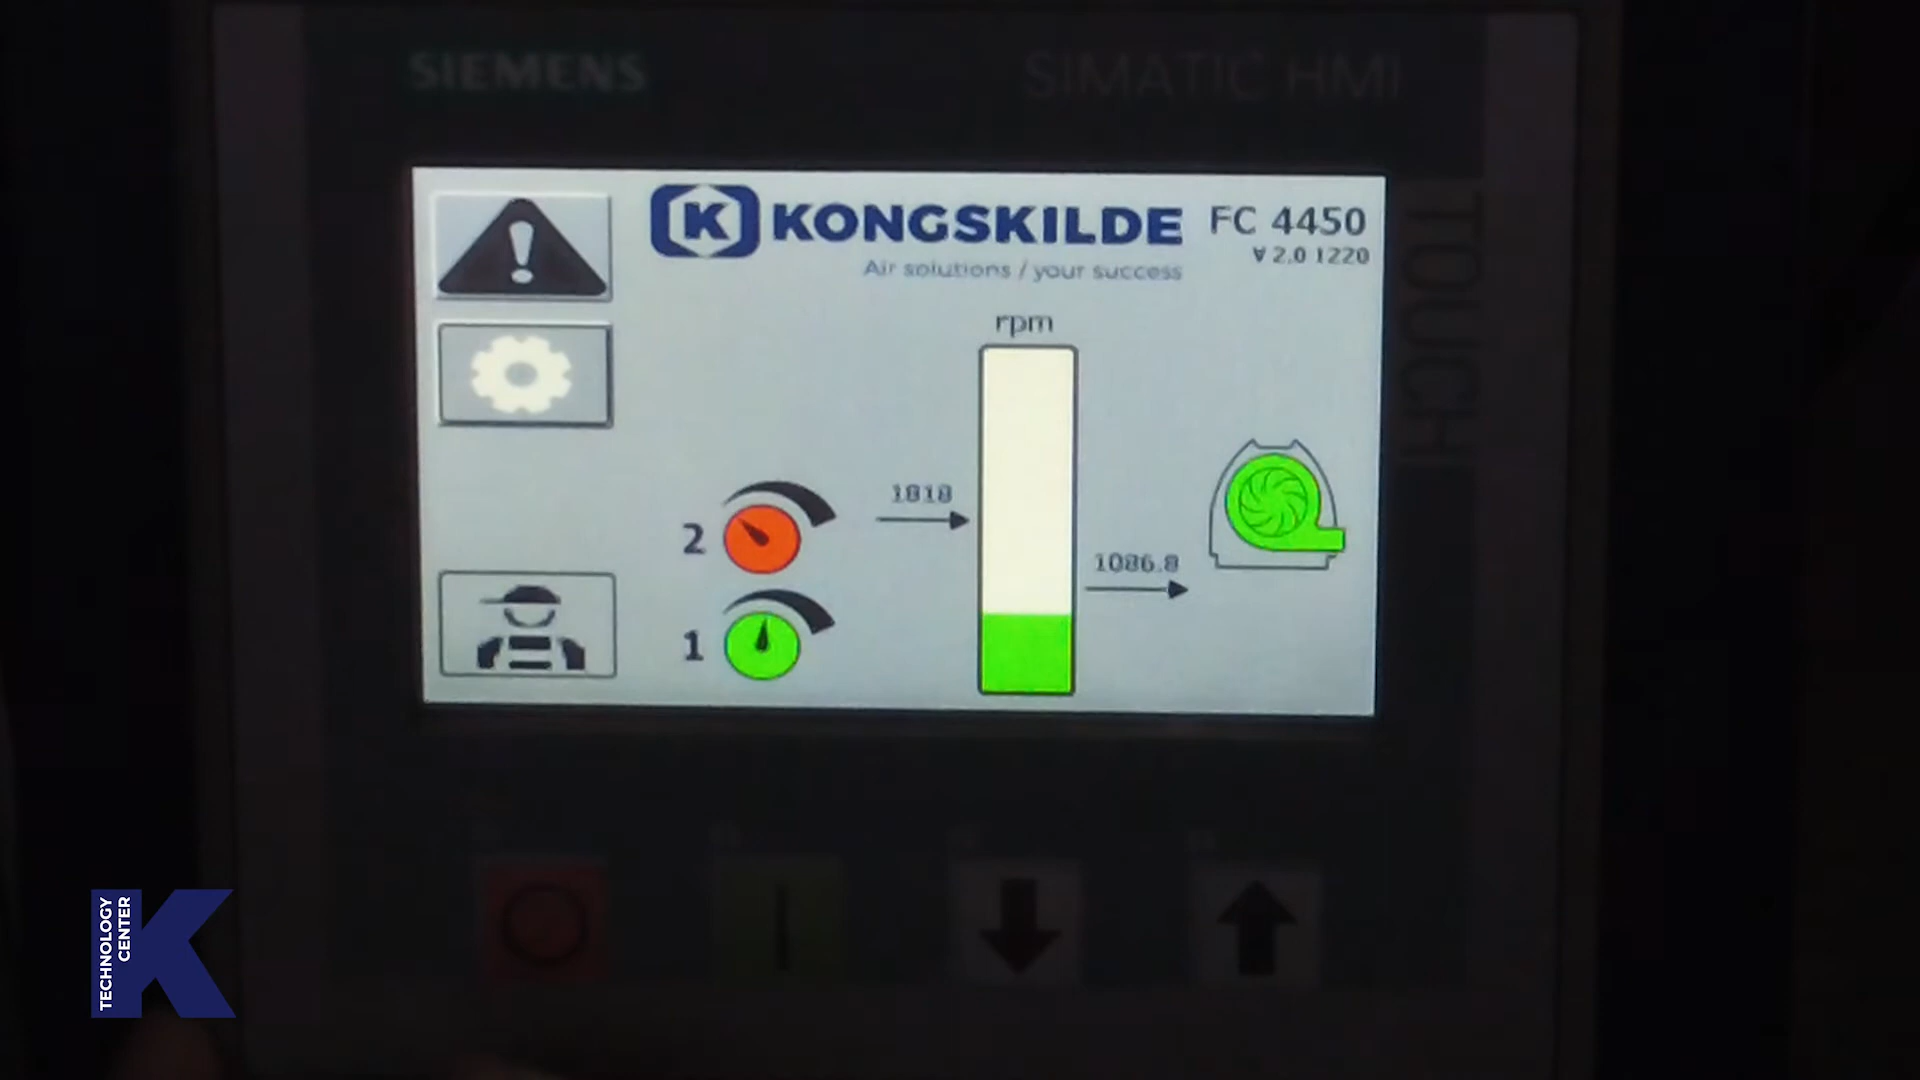 SIEMENS
SIMATIC HMI
TOUCH
KONGSKILDE
FC 4450
V 2.0 1220
Air solutions / your success
rpm
1818
2
1086.8
1
TECHNOLOGY
CENTER
K